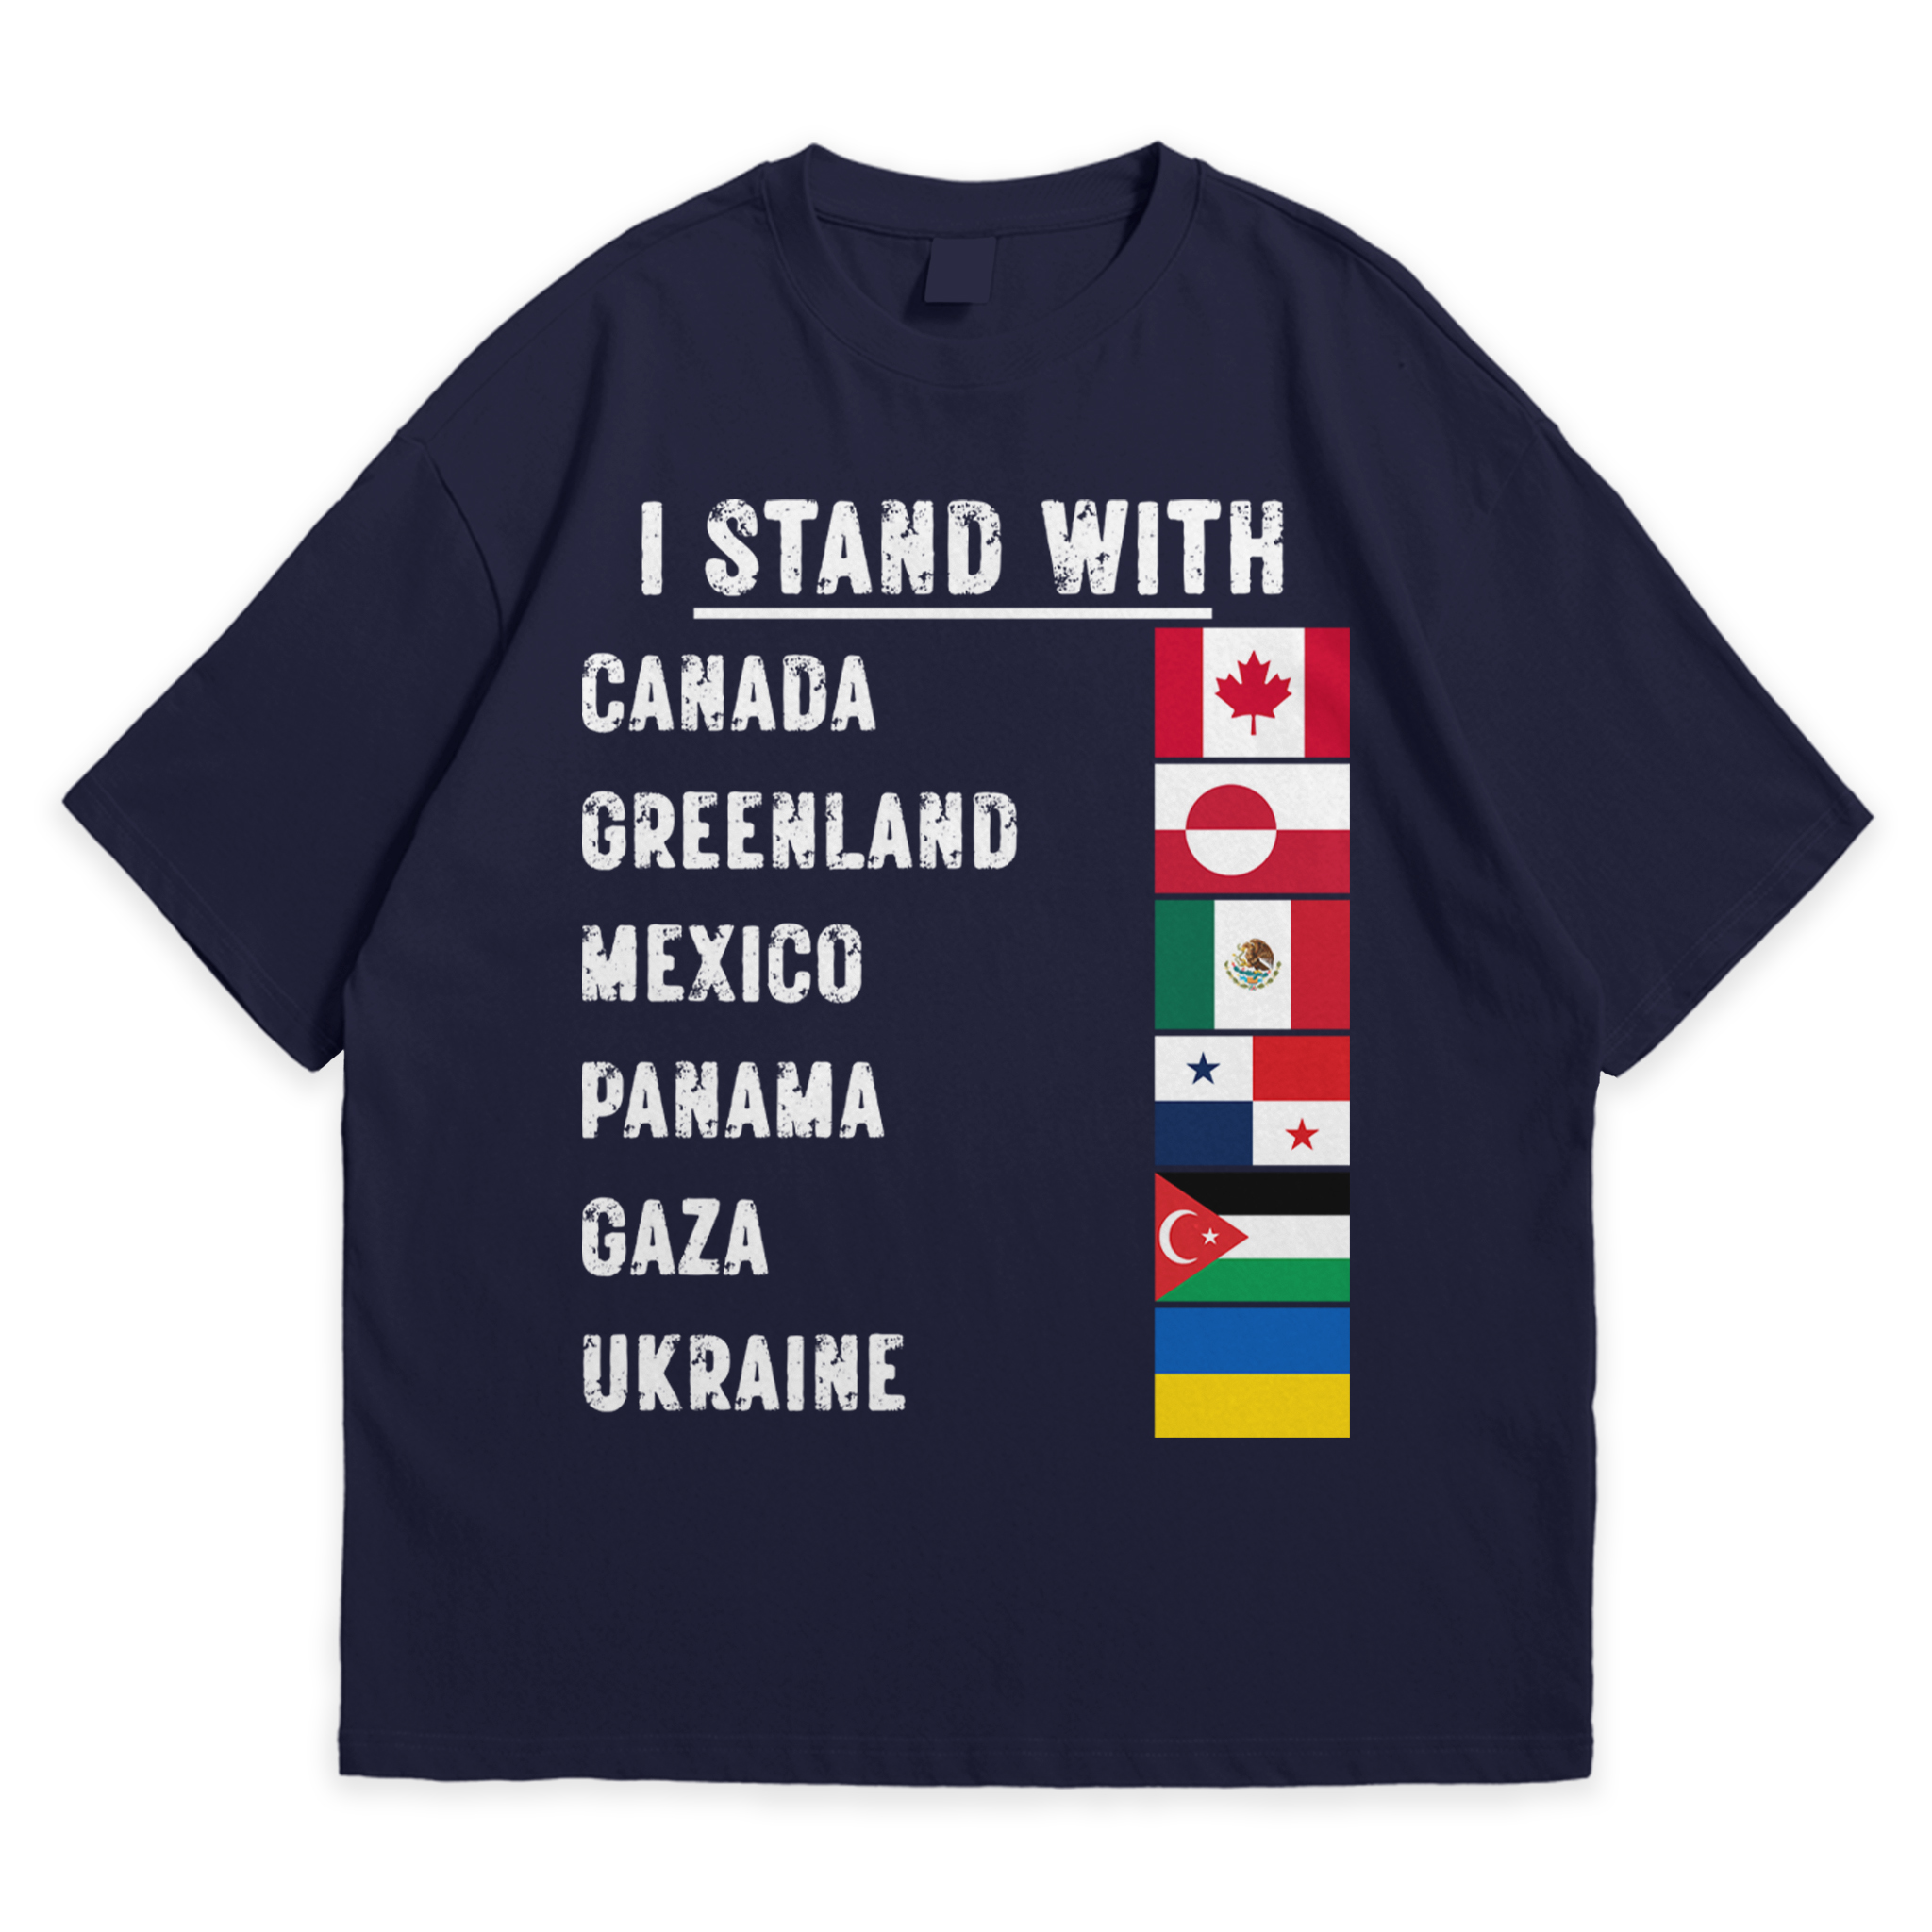 I STAND WITH
CANADA
GREENLAND
MEXICO
PANAMA
GAZA
UKRAINE